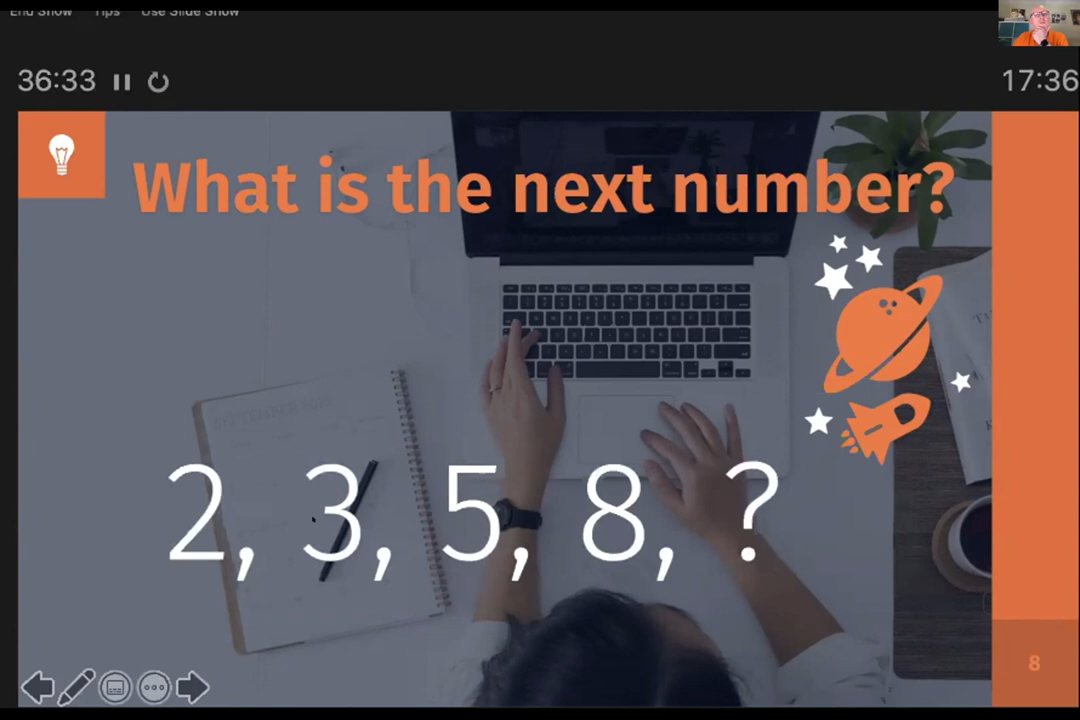 End Show Tips Use Slide Show
36:33
17:36
What is the next number?
SEPTEMBER
2, 3, 5, 8, ?
8